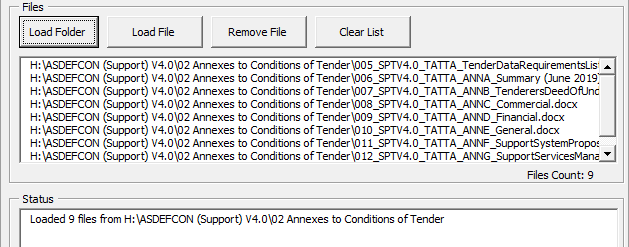 Files
Load Folder
Load File
Remove File
Clear List
H:\ASDEFCON (Support) V4.0\02 Annexes to Conditions of Tender\005_SPTV4.0_TATTA_TenderDataRequirementsList
H:\ASDEFCON (Support) V4.0\02 Annexes to Conditions of Tender\006_SPTV4.0_TATTA_ANNA_Summary (June 2019)
H:\ASDEFCON (Support) V4.0\02 Annexes to Conditions of Tender\007_SPTV4.0_TATTA_ANNB_TenderersDeedOfUnd
H:\ASDEFCON (Support) V4.0\02 Annexes to Conditions of Tender\008_SPTV4.0_TATTA_ANNC_Commercial.docx
H:\ASDEFCON (Support) V4.0\02 Annexes to Conditions of Tender\009_SPTV4.0_TATTA_ANND_Financial.docx
H:\ASDEFCON (Support) V4.0\02 Annexes to Conditions of Tender\010_SPTV4.0_TATTA_ANNE_General.docx
H:\ASDEFCON (Support) V4.0\02 Annexes to Conditions of Tender\011_SPTV4.0_TATTA_ANNF_SupportSystemPropos
H:\ASDEFCON (Support) V4.0\02 Annexes to Conditions of Tender\012_SPTV4.0_TATTA_ANNG_SupportServicesMana
Files Count: 9
Status
Loaded 9 files from H:\ASDEFCON (Support) V4.0\02 Annexes to Conditions of Tender